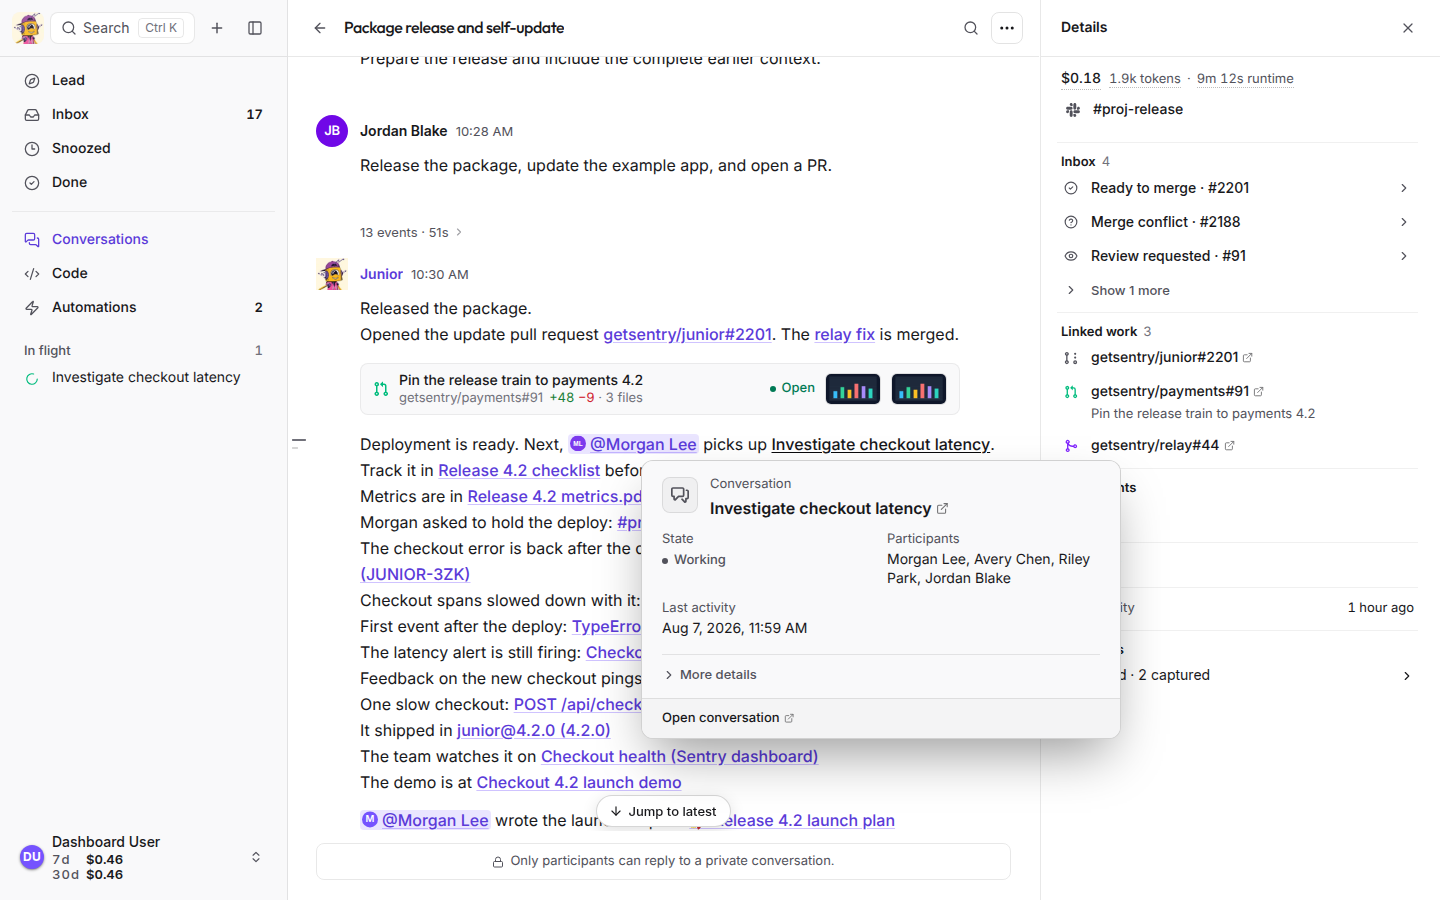 Search
Ctrl K
Lead
Inbox
17
Snoozed
Done
Conversations
Code
Automations
2
In flight
1
Investigate checkout latency
DU
Dashboard User
7d $0.46
30d $0.46
Package release and self-update
Prepare the release and include the complete earlier context.
JB
Jordan Blake 10:28 AM
Release the package, update the example app, and open a PR.
13 events · 51s
Junior 10:30 AM
Released the package.
Opened the update pull request getsentry/junior#2201. The relay fix is merged.
Pin the release train to payments 4.2
getsentry/payments#91 +48 −9 · 3 files
Open
Deployment is ready. Next, ML @Morgan Lee picks up Investigate checkout latency.
Track it in Release 4.2 checklist
Metrics are in Release 4.2
Morgan asked to hold the deploy:
The checkout error is back after the
(JUNIOR-3ZK)
Checkout spans slowed down with it:
First event after the deploy:
The latency alert is still firing:
Feedback on the new checkout pings
One slow checkout: POST
It shipped in junior@4.2.0 (4.2.0)
The team watches it on Checkout health (Sentry dashboard)
The demo is at Checkout 4.2 launch demo
M @Morgan Lee wrote the
4.2 launch plan
Jump to latest
Only participants can reply to a private conversation.
Conversation
Investigate checkout latency
State
Working
Participants
Morgan Lee, Avery Chen, Riley
Park, Jordan Blake
Last activity
Aug 7, 2026, 11:59 AM
More details
Open conversation
Details
$0.18 1.9k tokens · 9m 12s runtime
#proj-release
Inbox 4
Ready to merge · #2201
Merge conflict · #2188
Review requested · #91
Show 1 more
Linked work 3
getsentry/junior#2201
getsentry/payments#91
Pin the release train to payments 4.2
getsentry/relay#44
1 hour ago
· 2 captured